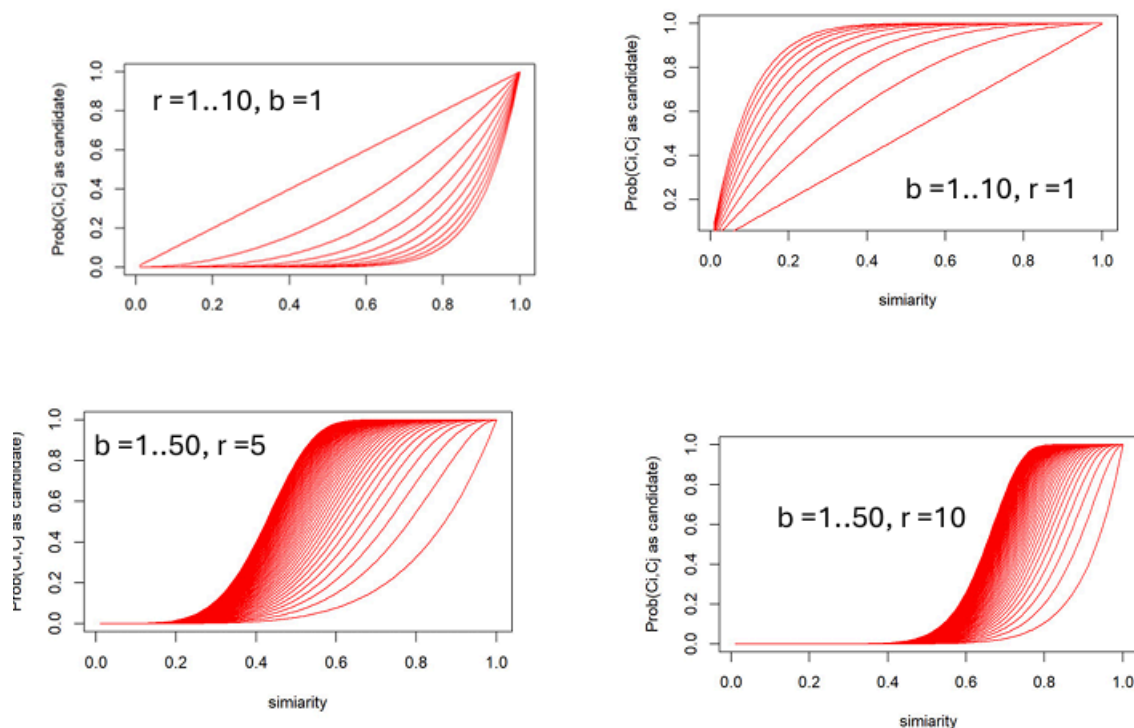 r =1..10, b =1
Prob(Ci,Cj as candidate)
0.0 0.2 0.4 0.6 0.8 1.0
0.0 0.2 0.4 0.6 0.8 1.0
b =1..10, r =1
Prob(Ci,Cj as candidate)
0.2 0.4 0.6 0.8 1.0
0.0 0.2 0.4 0.6 0.8 1.0
simiarity
b =1..50, r =5
Prob(Ci,Cj as candidate)
0.0 0.2 0.4 0.6 0.8 1.0
0.0 0.2 0.4 0.6 0.8 1.0
simiarity
b =1..50, r =10
Prob(Ci,Cj as candidate)
0.0 0.2 0.4 0.6 0.8 1.0
0.0 0.2 0.4 0.6 0.8 1.0
simiarity